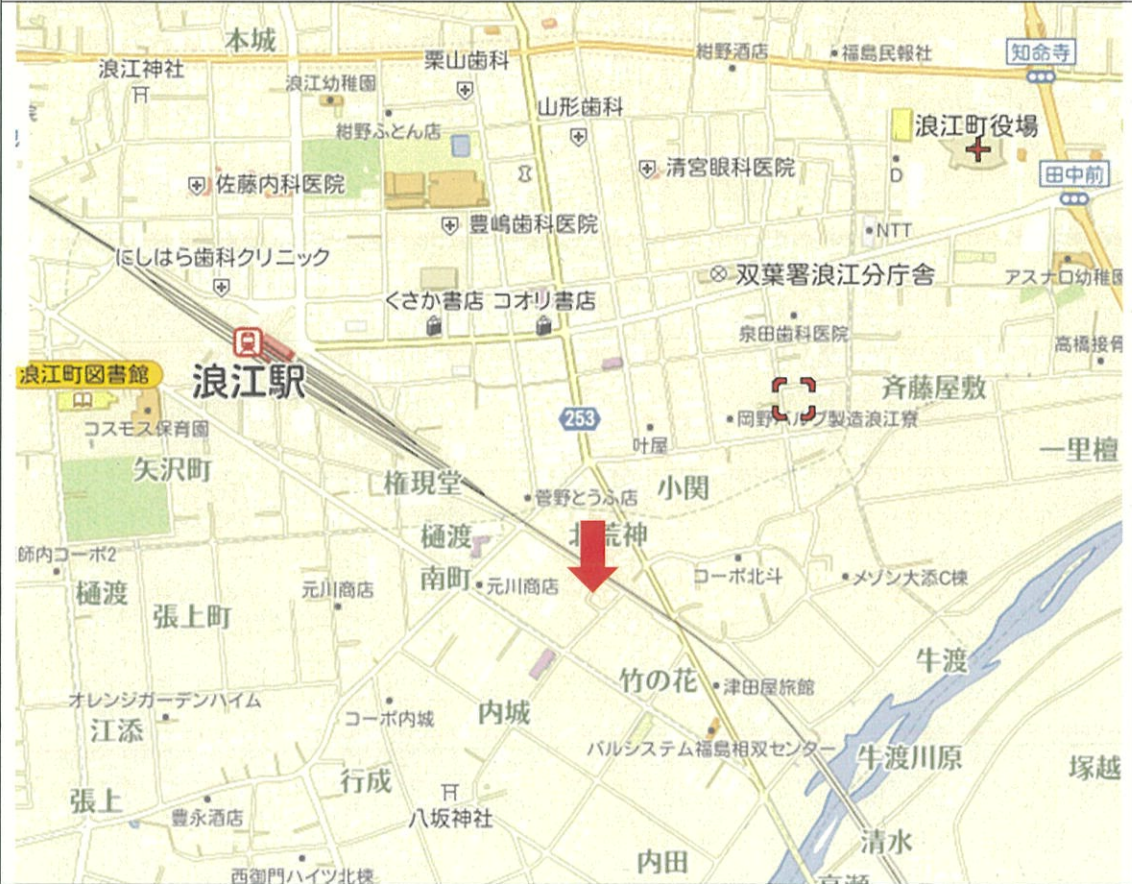 本城
紺野酒店
福島民報社
知命寺
栗山歯科
浪江神社
浪江幼稚園
山形歯科
浪江町役場
紺野ふとん店
清宮眼科医院
D
田中前
佐藤内科医院
豊嶋歯科医院
NTT
にしはら歯科クリニック
双葉署浪江分庁舎
アスナロ幼稚園
くさか書店
コオリ書店
泉田歯科医院
高橋接骨
浪江町図書館
浪江駅
斉藤屋敷
コスモス保育園
253
岡野バルブ製造浪江寮
叶屋
一里檀
矢沢町
権現堂
菅野とうふ店
小関
樋渡
北荒神
師内コーポ2
南町
元川商店
コーポ北斗
メゾン大添C棟
樋渡
元川商店
張上町
牛渡
竹の花
津田屋旅館
オレンジガーデンハイム
江添
コーポ内城
内城
パルシステム福島相双センター
牛渡川原
塚越
行成
張上
豊永酒店
八坂神社
清水
内田
西御門ハイツ北棟
高瀬